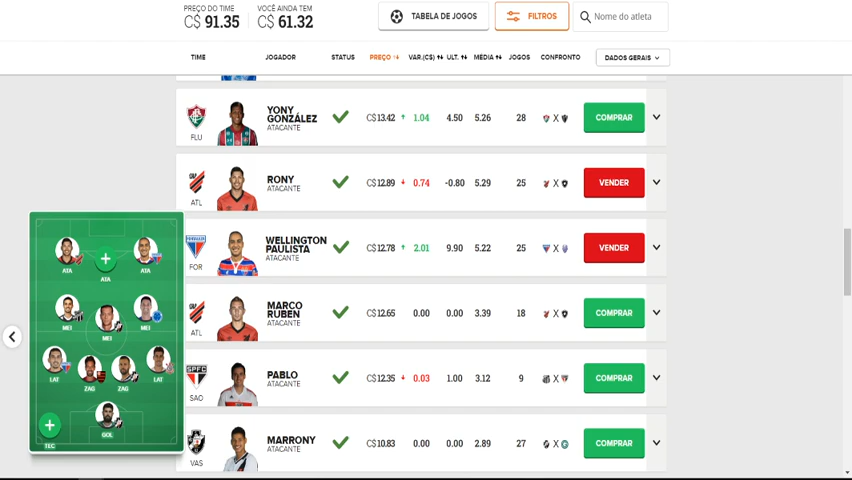 PREÇO DO TIME
C$ 91.35
VOCÊ AINDA TEM
C$ 61.32
TABELA DE JOGOS
FILTROS
Nome do atleta
TIME JOGADOR STATUS PREÇO VAR.(C$) ULT. MÉDIA JOGOS CONFRONTO DADOS GERAIS
FLU
YONY
GONZÁLEZ
ATACANTE
C$ 13.42 1.04 4.50 5.26 28 X COMPRAR
ATL
RONY
ATACANTE
C$ 12.89 0.74 -0.80 5.29 25 X VENDER
FOR
WELLINGTON
PAULISTA
ATACANTE
C$ 12.78 2.01 9.90 5.22 25 X VENDER
ATL
MARCO
RUBEN
ATACANTE
C$ 12.65 0.00 0.00 3.39 18 X COMPRAR
SPFC
SAO
PABLO
ATACANTE
C$ 12.35 0.03 1.00 3.12 9 X COMPRAR
VAS
MARRONY
ATACANTE
C$ 10.83 0.00 0.00 2.89 27 X COMPRAR
ATA ATA ATA
MEI MEI MEI
LAT ZAG ZAG LAT
GOL
TEC